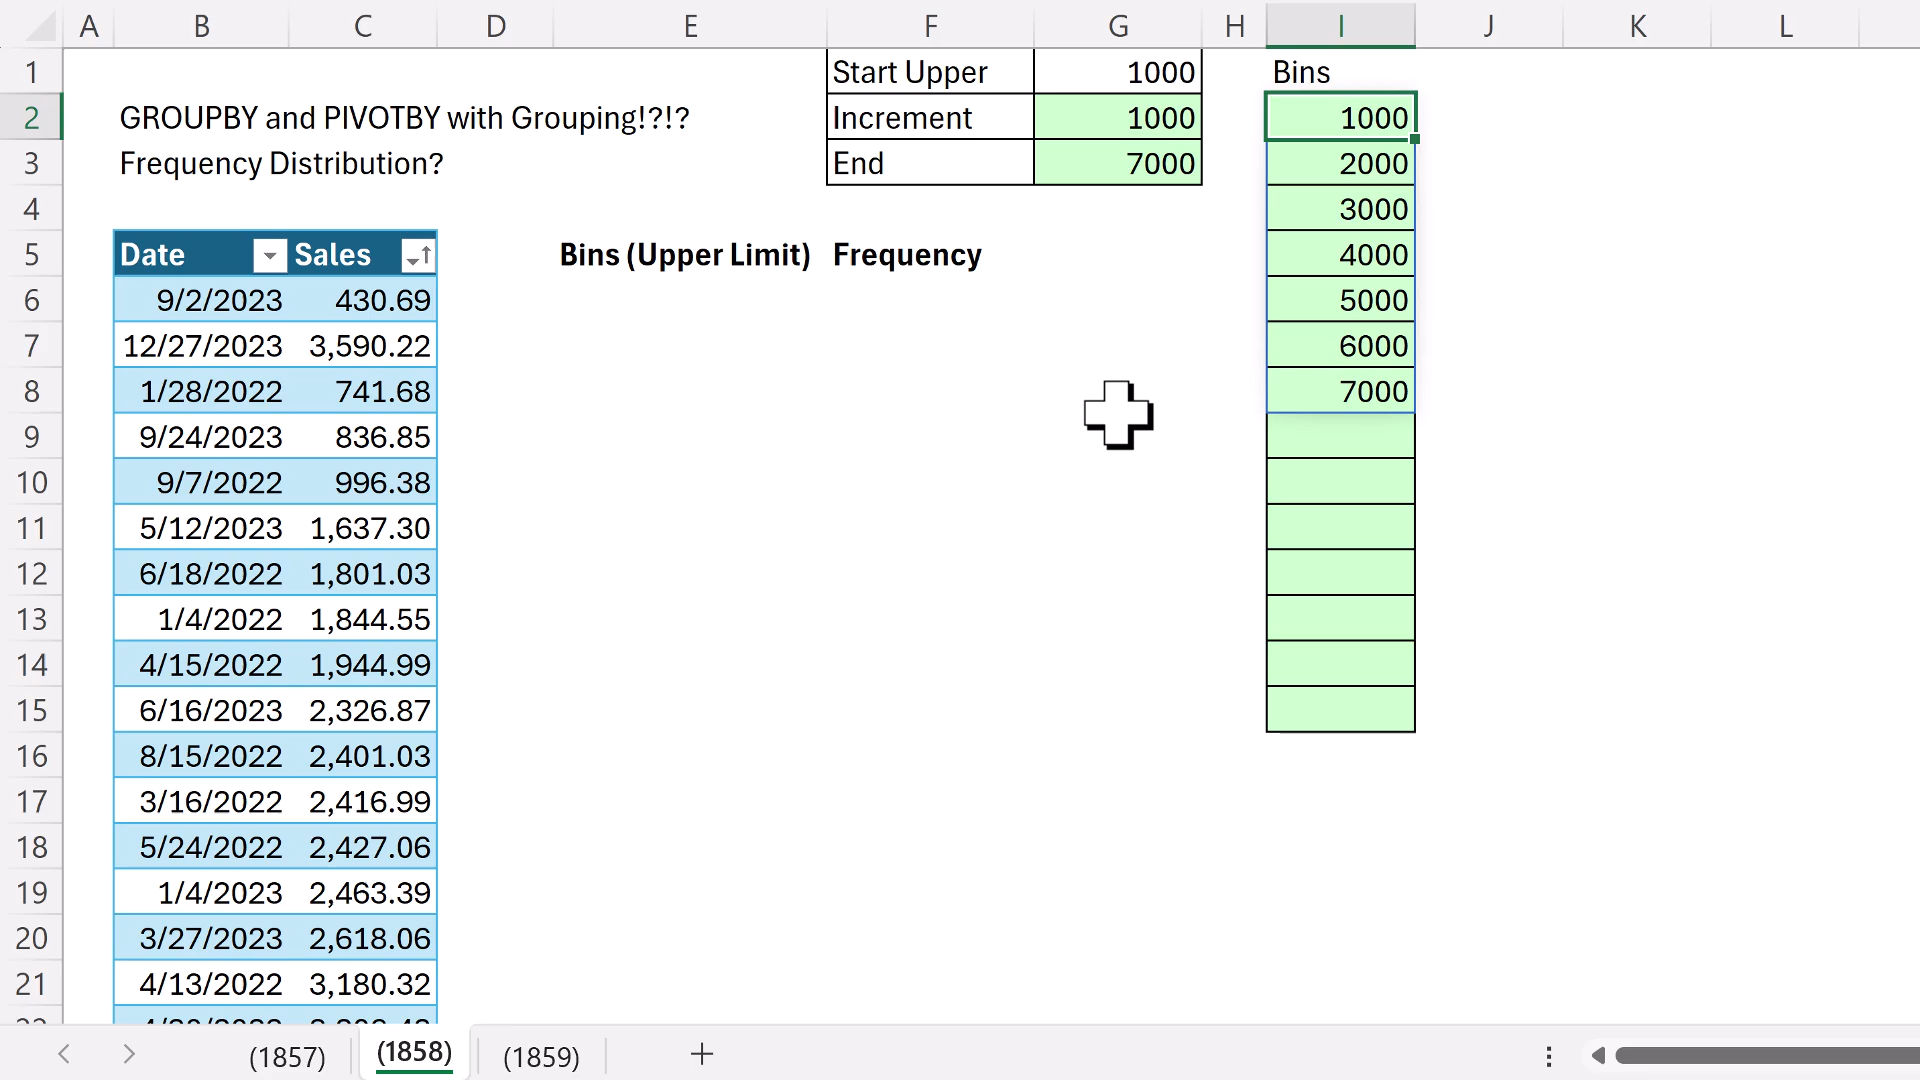 A B C D E F G H I J K L
1 Start Upper 1000 Bins
2 GROUPBY and PIVOTBY with Grouping!?!? Increment 1000 1000
3 Frequency Distribution? End 7000 2000
4 3000
5 Date Sales Bins (Upper Limit) Frequency 4000
6 9/2/2023 430.69 5000
7 12/27/2023 3,590.22 6000
8 1/28/2022 741.68 7000
9 9/24/2023 836.85
10 9/7/2022 996.38
11 5/12/2023 1,637.30
12 6/18/2022 1,801.03
13 1/4/2022 1,844.55
14 4/15/2022 1,944.99
15 6/16/2023 2,326.87
16 8/15/2022 2,401.03
17 3/16/2022 2,416.99
18 5/24/2022 2,427.06
19 1/4/2023 2,463.39
20 3/27/2023 2,618.06
21 4/13/2022 3,180.32
(1857) (1858) (1859)